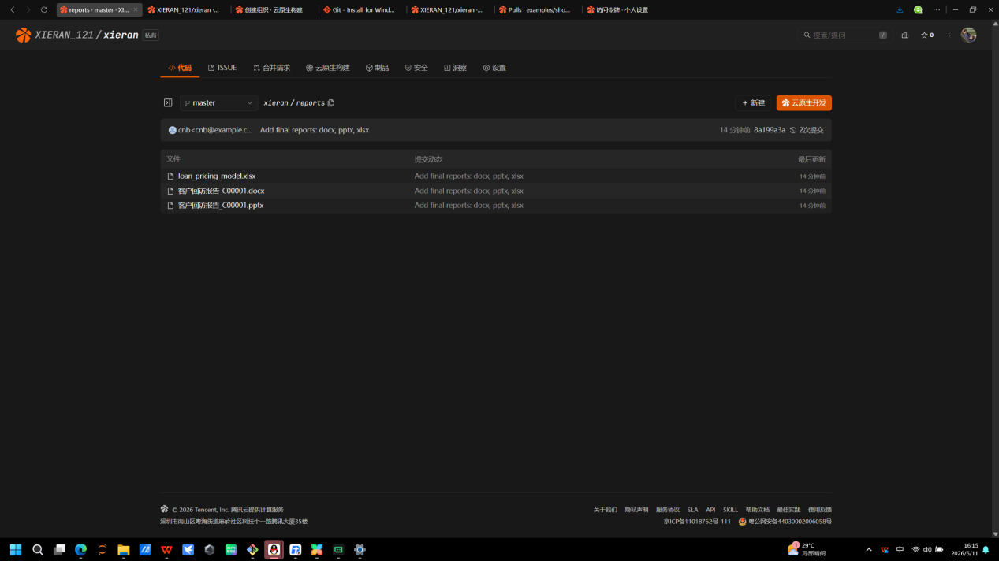 reports · master · XI...
XIERAN_121/xieran ·...
创建组织 · 云原生构建
Git - Install for Wind...
XIERAN_121/xieran ·...
Pulls · examples/sho...
访问令牌 · 个人设置
XIERAN_121 / xieran 私有
搜索/提问 /
0
代码 ISSUE 合并请求 云原生构建 制品 安全 洞察 设置
master xieran / reports
新建 云原生开发
cnb<cnb@example.c... Add final reports: docx, pptx, xlsx 14 分钟前 8a199a3a 2次提交
文件 提交动态 最后更新
loan_pricing_model.xlsx Add final reports: docx, pptx, xlsx 14 分钟前
客户回访报告_C00001.docx Add final reports: docx, pptx, xlsx 14 分钟前
客户回访报告_C00001.pptx Add final reports: docx, pptx, xlsx 14 分钟前
© 2026 Tencent, Inc. 腾讯云提供计算服务 关于我们 隐私声明 服务协议 SLA API SKILL 帮助文档 最佳实践 使用反馈
深圳市南山区粤海街道麻岭社区科技中一路腾讯大厦35楼 京ICP备11018762号-111 粤公网安备44030002006058号
1 29°C
局部晴朗
中
16:15
2026/6/11